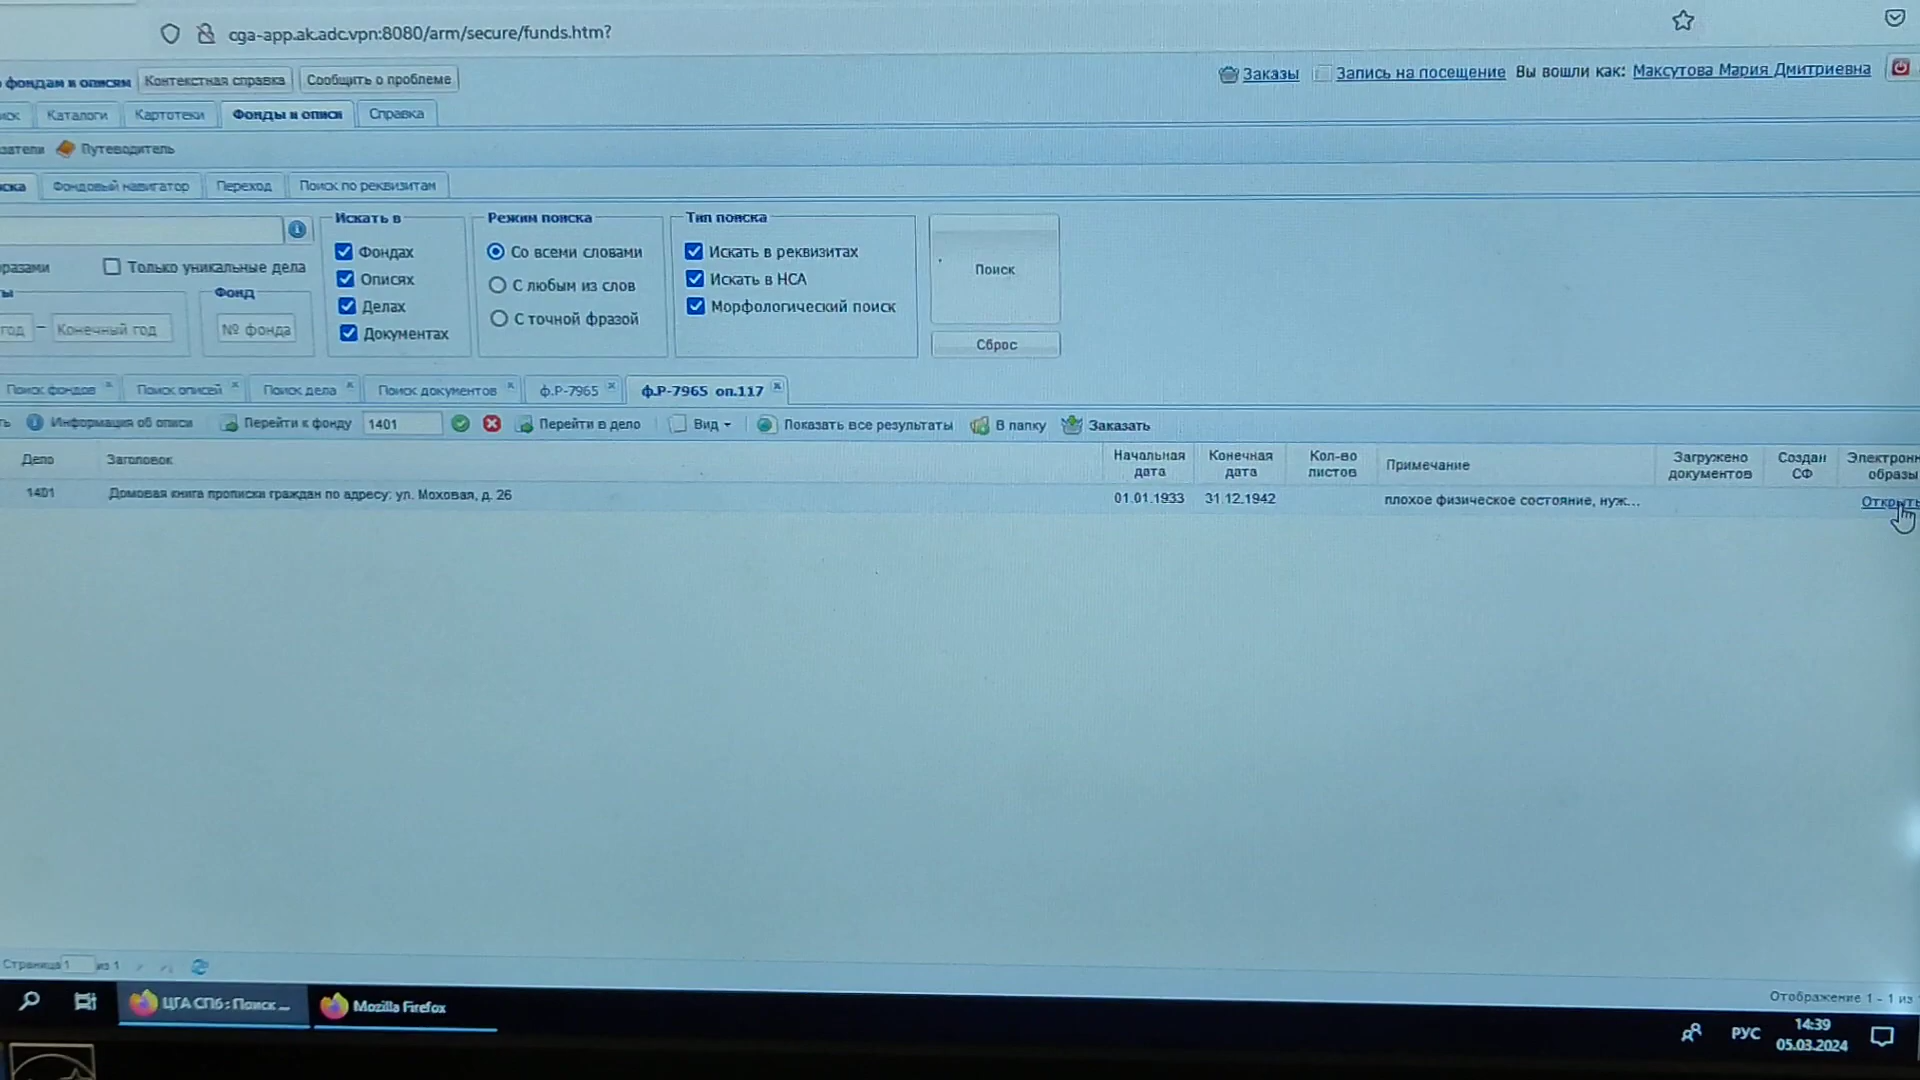 cga-app.ak.adc.vpn:8080/arm/secure/funds.htm?
фондам и описям Контекстная справка Сообщить о проблеме Заказы Запись на посещение Вы вошли как: Максутова Мария Дмитриевна
Каталоги Картотеки Фонды и описи Справка
Путеводитель
Фондовый навигатор Переход Поиск по реквизитам
Искать в Режим поиска Тип поиска
Фондах Со всеми словами Искать в реквизитах
Только уникальные дела Описях С любым из слов Искать в НСА Поиск
Фонд Делах С точной фразой Морфологический поиск
год – Конечный год № фонда Документах Сброс
Поиск фондов Поиск описей Поиск дела Поиск документов ф.Р-7965 ф.Р-7965 оп.117
Информация об описи Перейти к фонду 1401 Перейти в дело Вид Показать все результаты В папку Заказать
Дело Заголовок Начальная дата Конечная дата Кол-во листов Примечание Загружено документов Создан СФ Электронн образы
1401 Домовая книга прописки граждан по адресу: ул. Моховая, д. 26 01.01.1933 31.12.1942 плохое физическое состояние, нуж... Открыть
Страница 1 из 1
Отображение 1 - 1 из
ЦГА СПб : Поиск ... Mozilla Firefox
РУС 14:39
05.03.2024